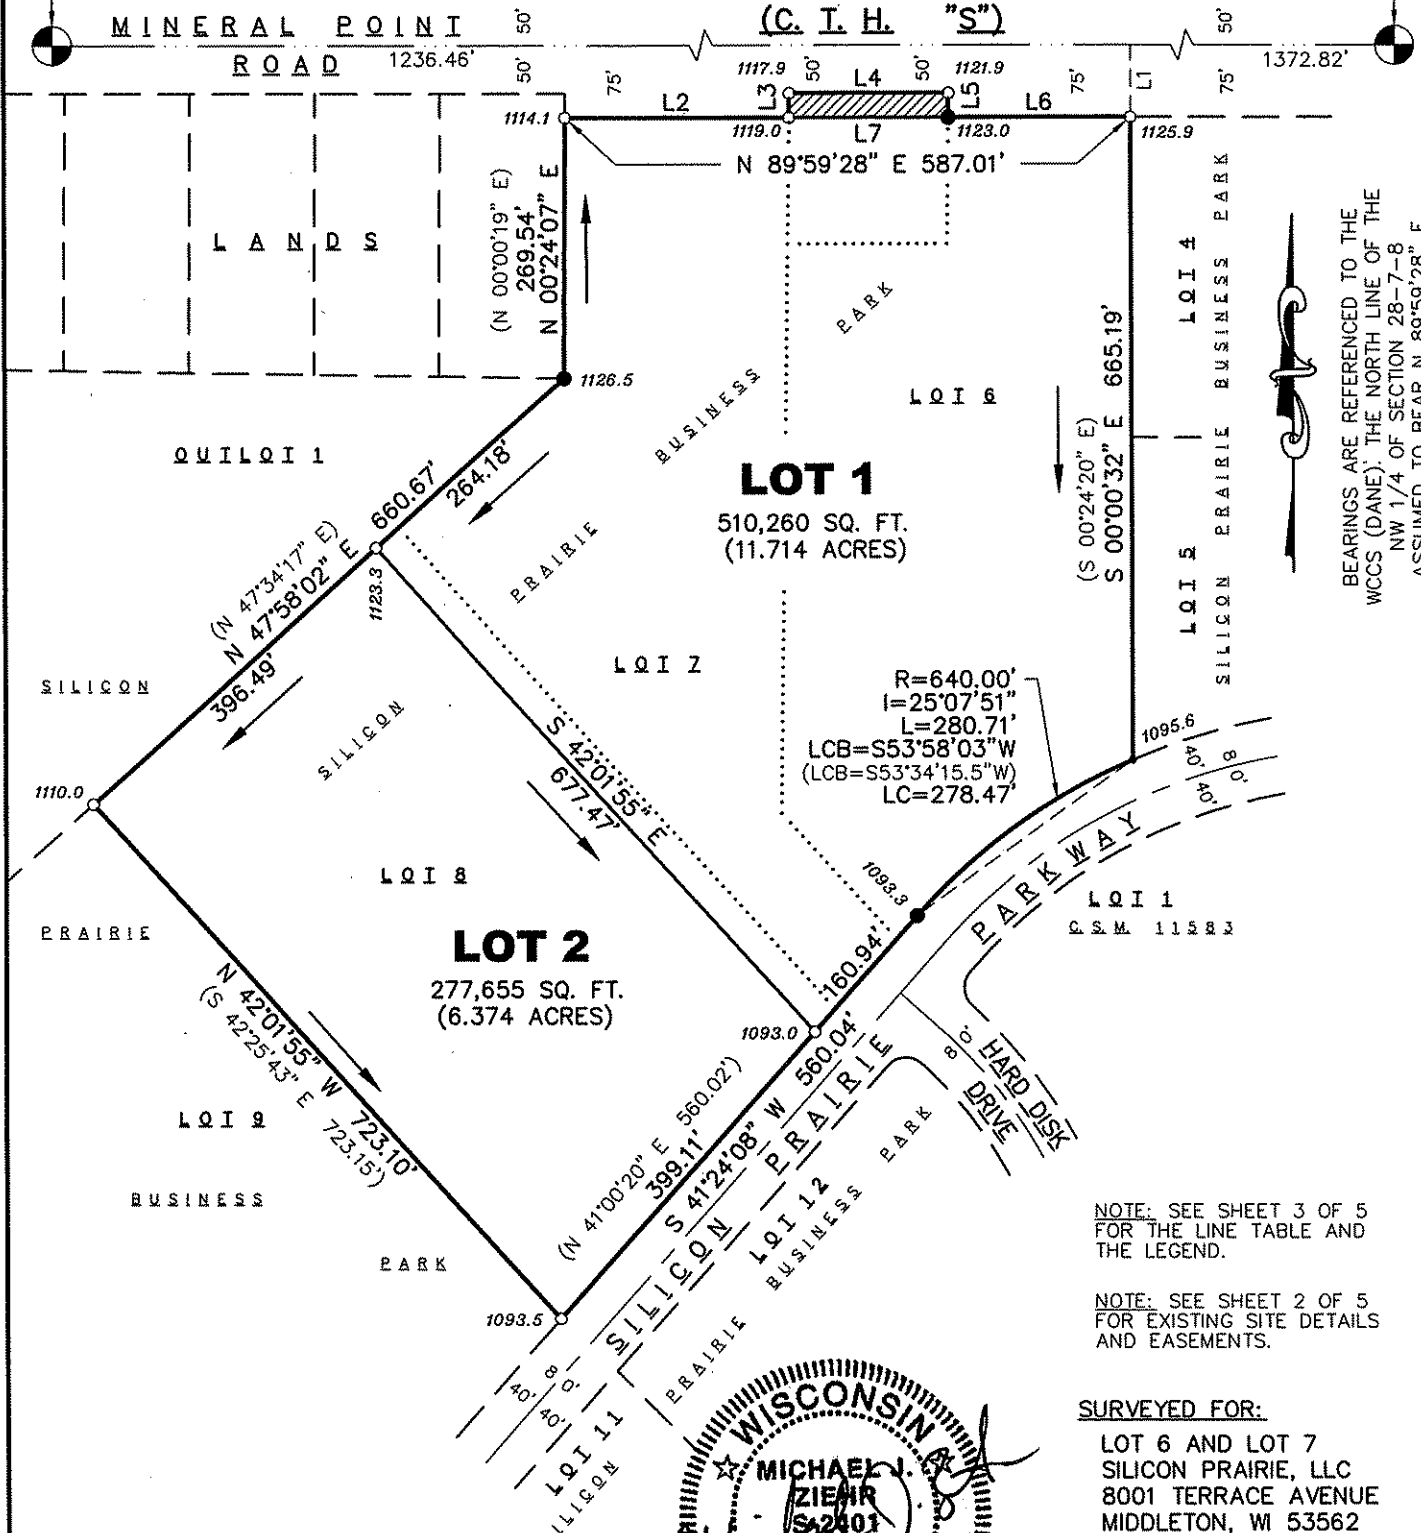 MINERAL POINT
ROAD
1236.46'
50'
50'
75'
(C. T. H. "S")
50'
50'
50'
75'
75'
1372.82'
1117.9
L4
1121.9
L1
L2
L3
L5
L6
1114.1
1119.0
L7
1123.0
1125.9
N 89°59'28" E 587.01'
(N 00°00'19" E)
269.54'
N 00°24'07" E
LANDS
1126.5
OUTLOT 1
PARK
BUSINESS
PRAIRIE
SILICON
LOT 6
LOT 1
510,260 SQ. FT.
(11.714 ACRES)
(S 00°24'20" E)
S 00°00'32" E 665.19'
LOT 4
LOT 5
SILICON PRAIRIE BUSINESS PARK
BEARINGS ARE REFERENCED TO THE
WCCS (DANE). THE NORTH LINE OF THE
NW 1/4 OF SECTION 28-7-8
ASSUMED TO BEAR N 89°59'28" E
660.67'
264.18'
(N 47°34'17" E)
N 47°58'02" E
396.49'
1123.3
LOT 7
SILICON
1110.0
S 42°01'55" E
677.47'
R=640.00'
I=25°07'51"
L=280.71'
LCB=S53°58'03"W
(LCB=S53°34'15.5"W)
LC=278.47'
1095.6
40'
80'
40'
1093.3
LOT 8
LOT 2
277,655 SQ. FT.
(6.374 ACRES)
PRAIRIE
160.94'
1093.0
LOT 1
C.S.M. 11583
N 42°01'55" W 723.10'
(S 42°25'43" E 723.15')
LOT 9
BUSINESS
PARK
(N 41°00'20" E 560.02')
399.11'
S 41°24'08" W 560.04'
SILICON PRAIRIE PARKWAY
80'
HARD DISK
DRIVE
LOT 12
PARK
BUSINESS
PRAIRIE
1093.5
40'
80'
40'
LOT 11
NOTE: SEE SHEET 3 OF 5
FOR THE LINE TABLE AND
THE LEGEND.
NOTE: SEE SHEET 2 OF 5
FOR EXISTING SITE DETAILS
AND EASEMENTS.
WISCONSIN
MICHAEL J.
ZIEHR
S-2401
SURVEYED FOR:
LOT 6 AND LOT 7
SILICON PRAIRIE, LLC
8001 TERRACE AVENUE
MIDDLETON, WI 53562